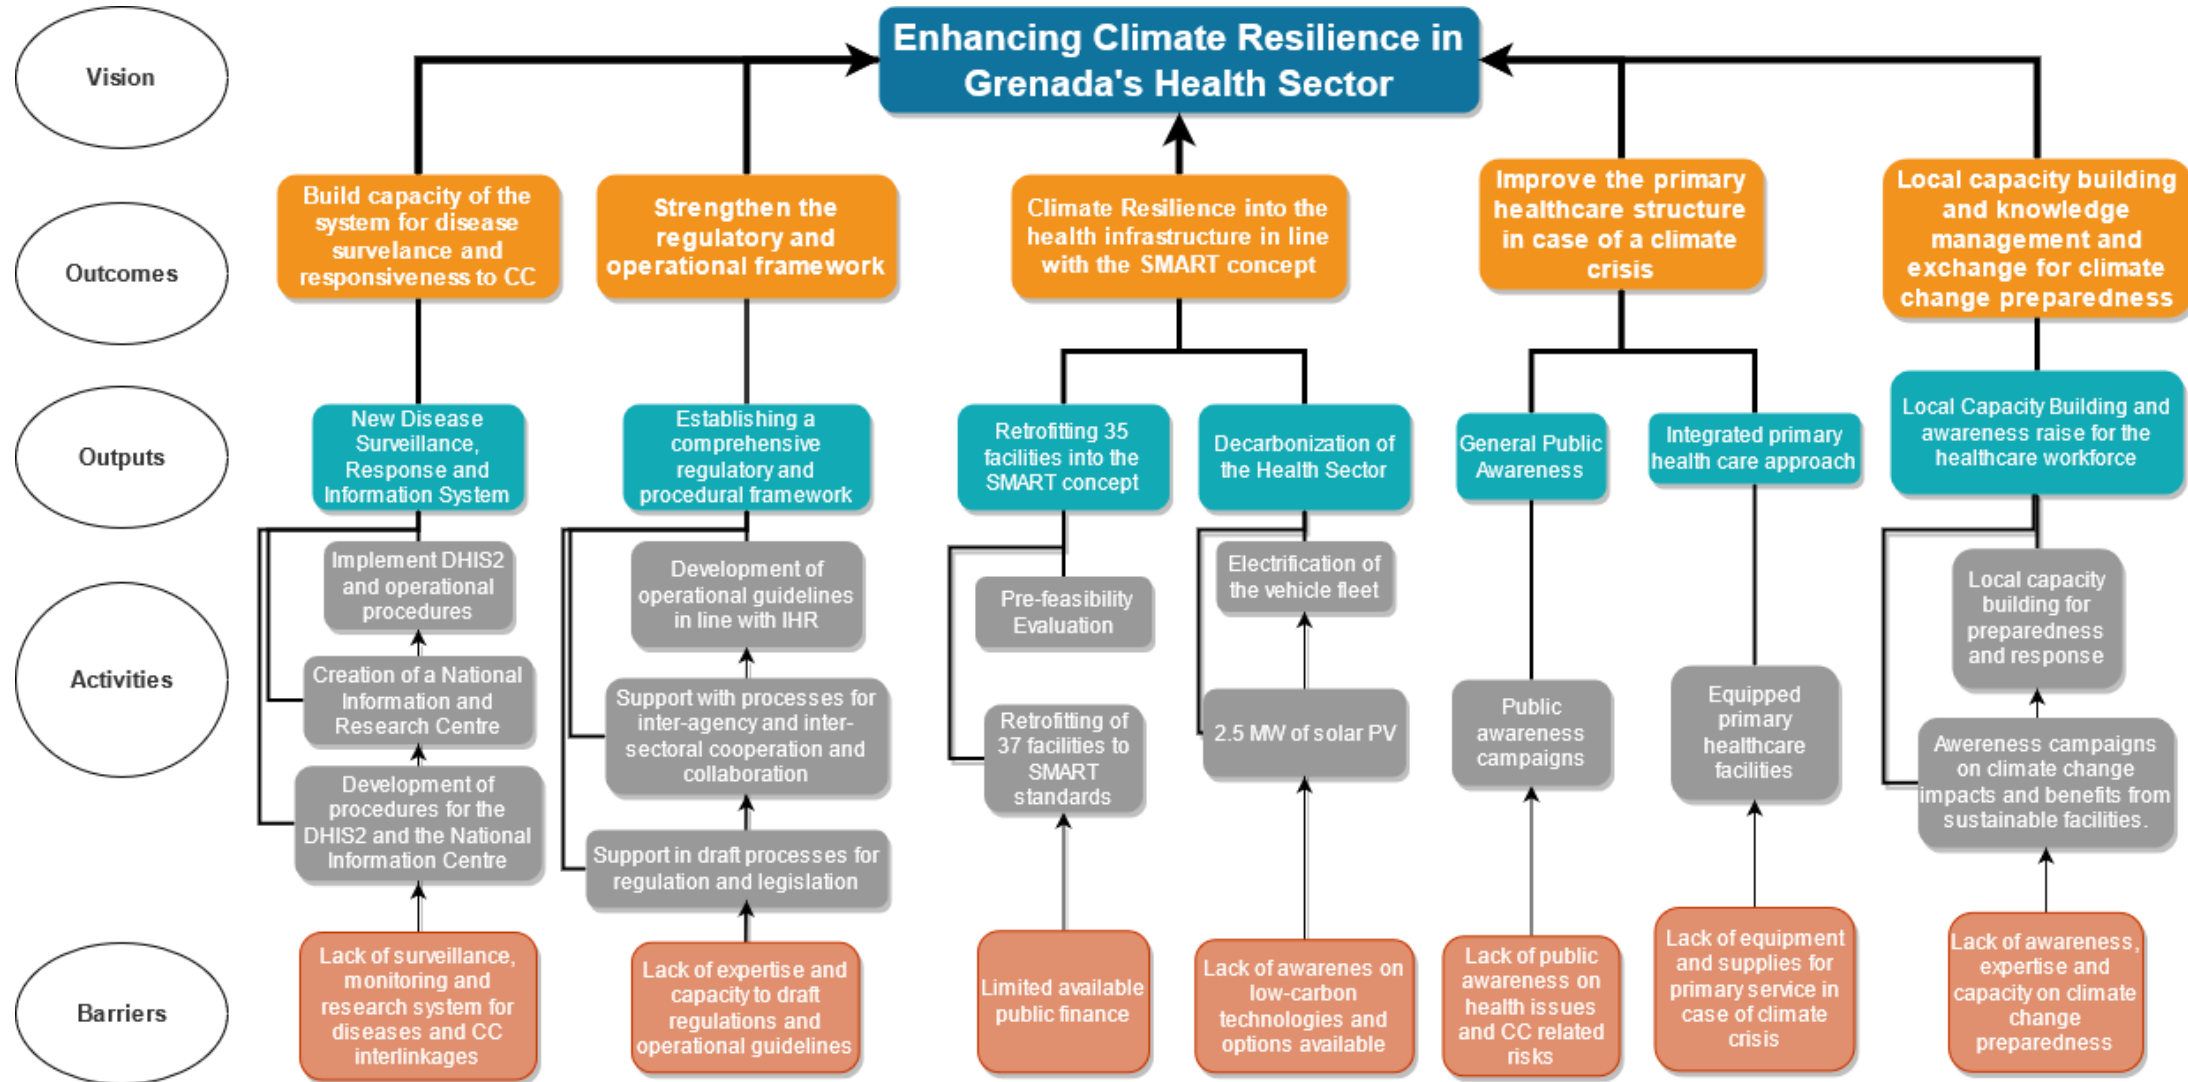 Vision
Enhancing Climate Resilience in
Grenada's Health Sector
Outcomes
Build capacity of the
system for disease
survelance and
responsiveness to CC
Strengthen the
regulatory and
operational framework
Climate Resilience into the
health infrastructure in line
with the SMART concept
Improve the primary
healthcare structure
in case of a climate
crisis
Local capacity building
and knowledge
management and
exchange for climate
change preparedness
Outputs
New Disease
Surveillance,
Response and
Information System
Establishing a
comprehensive
regulatory and
procedural framework
Retrofitting 35
facilities into the
SMART concept
Decarbonization of
the Health Sector
General Public
Awareness
Integrated primary
health care approach
Local Capacity Building and
awareness raise for the
healthcare workforce
Activities
Implement DHIS2
and operational
procedures
Creation of a National
Information and
Research Centre
Development of
procedures for the
DHIS2 and the National
Information Centre
Development of
operational guidelines
in line with IHR
Support with processes for
inter-agency and inter-
sectoral cooperation and
collaboration
Support in draft processes for
regulation and legislation
Pre-feasibility
Evaluation
Retrofitting of
37 facilities to
SMART
standards
Electrification of
the vehicle fleet
2.5 MW of solar PV
Public
awareness
campaigns
Equipped
primary
healthcare
facilities
Local capacity
building for
preparedness
and response
Awereness campaigns
on climate change
impacts and benefits from
sustainable facilities.
Barriers
Lack of surveillance,
monitoring and
research system for
diseases and CC
interlinkages
Lack of expertise and
capacity to draft
regulations and
operational guidelines
Limited available
public finance
Lack of awarenes on
low-carbon
technologies and
options available
Lack of public
awareness on
health issues
and CC related
risks
Lack of equipment
and supplies for
primary service in
case of climate
crisis
Lack of awareness,
expertise and
capacity on climate
change
preparedness